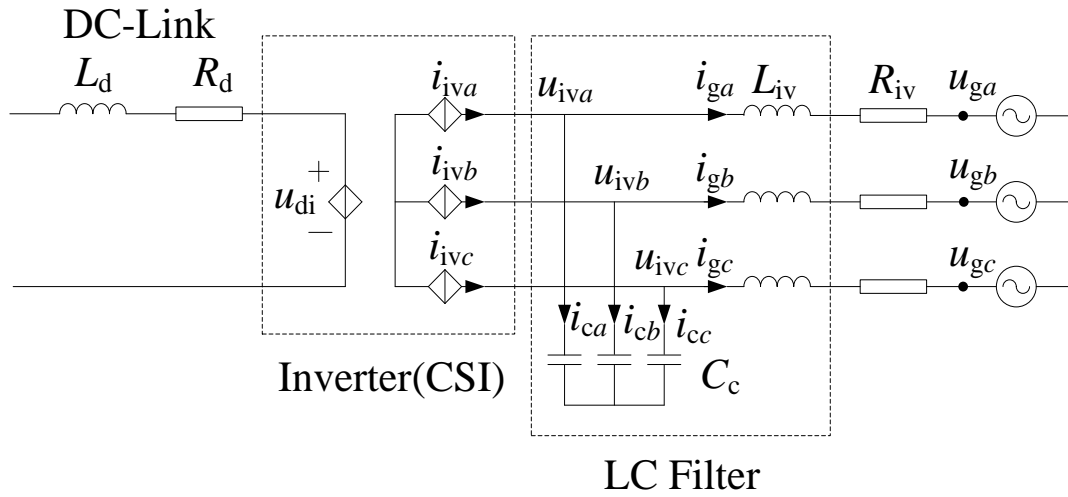 DC-Link
L_d
R_d
i_iva
u_iva
i_ga
L_iv
R_iv
u_ga
+
u_di
−
i_ivb
u_ivb
i_gb
u_gb
i_ivc
u_ivc
i_gc
u_gc
i_ca
i_cb
i_cc
C_c
Inverter(CSI)
LC Filter